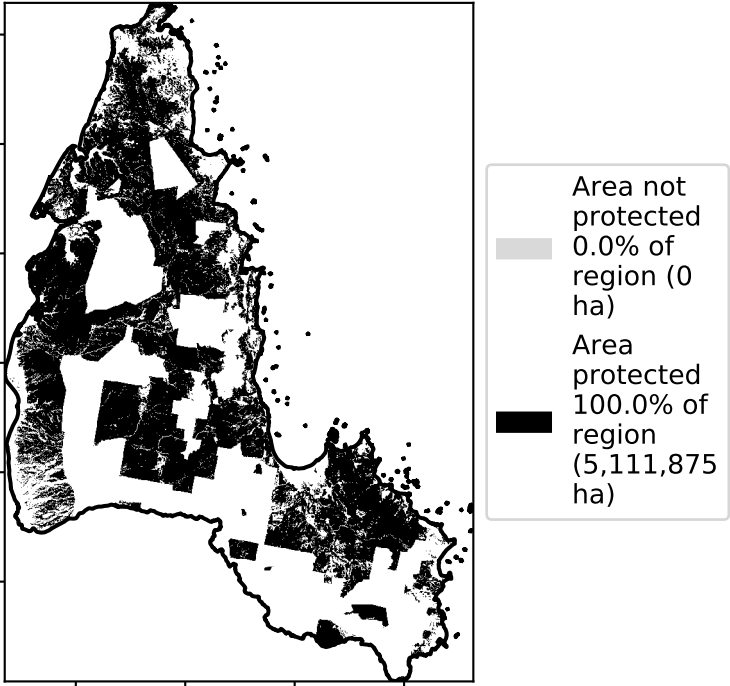 Area not
protected
0.0% of
region (0
ha)
Area
protected
100.0% of
region
(5,111,875
ha)